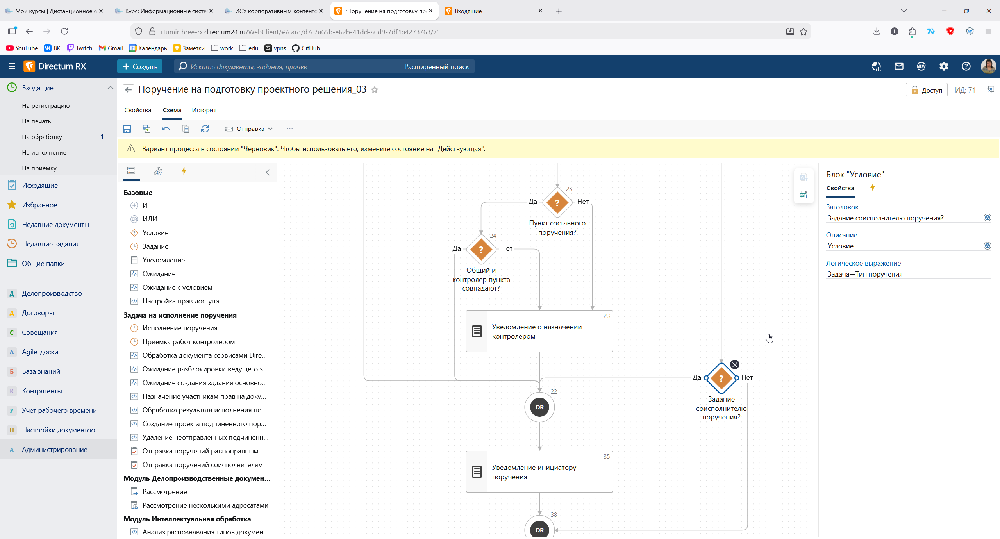 Мои курсы | Дистанционное о
Курс: Информационные систе
ИСУ корпоративным контенто
*Поручение на подготовку пр
Входящие
rtumirthree-rx.directum24.ru/WebClient/#/card/d7c7a65b-e62b-41dd-a6d9-7df4b4273763/71
YouTube
ВК
Twitch
Gmail
31
Календарь
Заметки
work
edu
vpns
GitHub
Directum RX
Создать
Искать документы, задания, прочее
Расширенный поиск
NEW
Входящие
На регистрацию
На печать
На обработку 1
На исполнение
На приемку
Исходящие
Избранное
Недавние документы
Недавние задания
Общие папки
Д Делопроизводство
Д Договоры
С Совещания
А Agile-доски
Б База знаний
К Контрагенты
У Учет рабочего времени
Н Настройки документоо...
А Администрирование
Поручение на подготовку проектного решения_03
Доступ
ИД: 71
Свойства
Схема
История
Отправка
Вариант процесса в состоянии "Черновик". Чтобы использовать его, измените состояние на "Действующая".
Базовые
И
OR ИЛИ
Условие
Задание
Уведомление
Ожидание
Ожидание с условием
Настройка прав доступа
Задача на исполнение поручения
Исполнение поручения
Приемка работ контролером
Обработка документа сервисами Dire...
Ожидание разблокировки ведущего з...
Ожидание создания задания основно...
Назначение участникам прав на доку...
Обработка результата исполнения по...
Создание проекта подчиненного пор...
Удаление неотправленных подчиненн...
Отправка поручений равноправным ...
Отправка поручений соисполнителям
Модуль Делопроизводственные докумен...
Рассмотрение
Рассмотрение несколькими адресатами
Модуль Интеллектуальная обработка
Анализ распознавания типов докумен...
25
Да ? Нет
Пункт составного
поручения?
24
Да ? Нет
Общий и
контролер пункта
совпадают?
23
Уведомление о назначении
контролером
Да ? Нет
Задание
соисполнителю
поручения?
22
OR
35
Уведомление инициатору
поручения
38
OR
W
png
Блок "Условие"
Свойства
Заголовок
Задание соисполнителю поручения?
Описание
Условие
Логическое выражение
Задача→Тип поручения